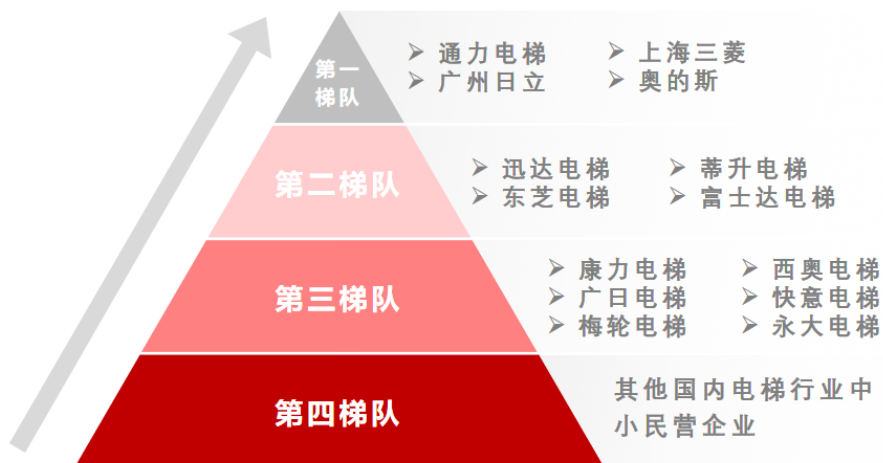 第一
梯队
通力电梯 上海三菱
广州日立 奥的斯
第二梯队
迅达电梯 蒂升电梯
东芝电梯 富士达电梯
第三梯队
康力电梯 西奥电梯
广日电梯 快意电梯
梅轮电梯 永大电梯
第四梯队
其他国内电梯行业中
小民营企业